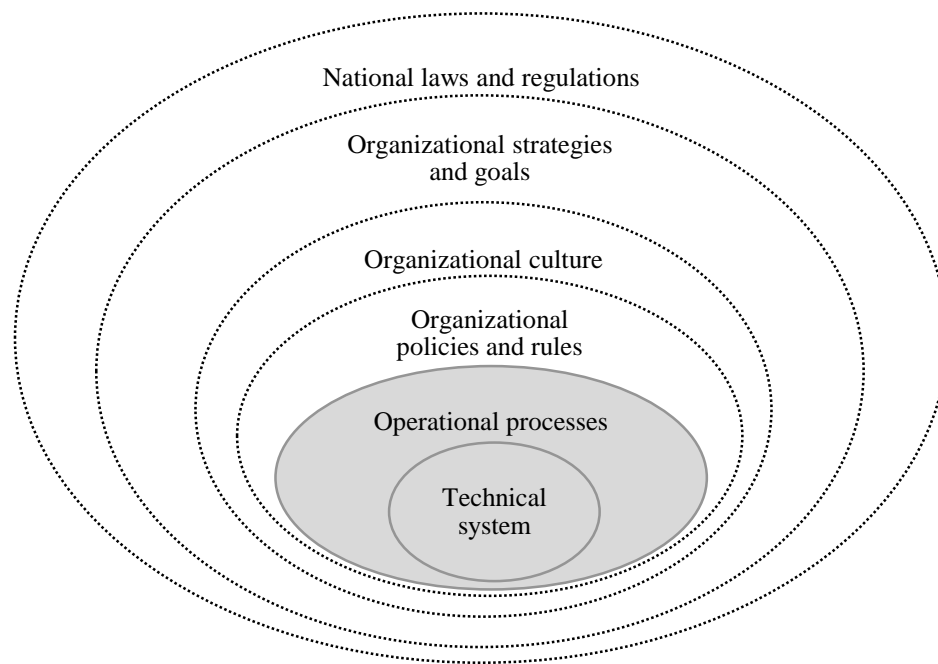 National laws and regulations
Organizational strategies
and goals
Organizational culture
Organizational
policies and rules
Operational processes
Technical
system